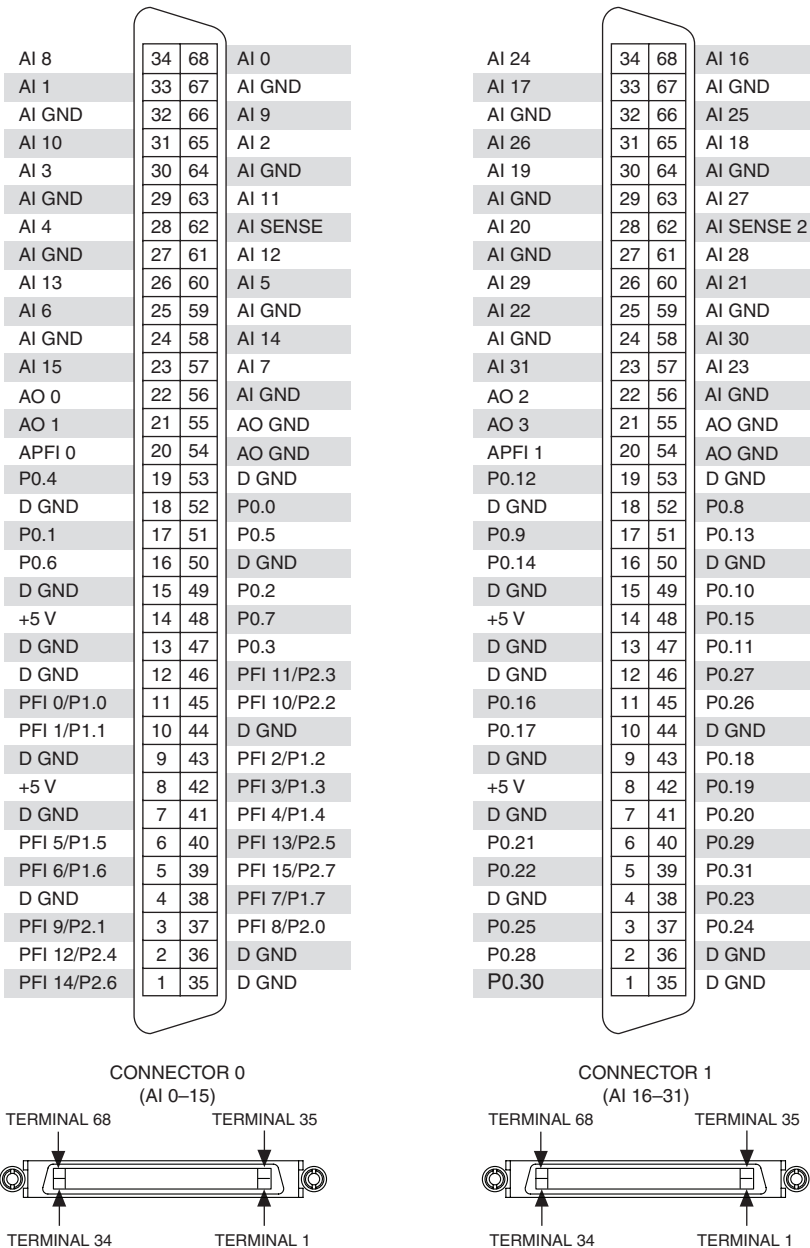 AI 8 34 68 AI 0 AI 24 34 68 AI 16
AI 1 33 67 AI GND AI 17 33 67 AI GND
AI GND 32 66 AI 9 AI GND 32 66 AI 25
AI 10 31 65 AI 2 AI 26 31 65 AI 18
AI 3 30 64 AI GND AI 19 30 64 AI GND
AI GND 29 63 AI 11 AI GND 29 63 AI 27
AI 4 28 62 AI SENSE AI 20 28 62 AI SENSE 2
AI GND 27 61 AI 12 AI GND 27 61 AI 28
AI 13 26 60 AI 5 AI 29 26 60 AI 21
AI 6 25 59 AI GND AI 22 25 59 AI GND
AI GND 24 58 AI 14 AI GND 24 58 AI 30
AI 15 23 57 AI 7 AI 31 23 57 AI 23
AO 0 22 56 AI GND AO 2 22 56 AI GND
AO 1 21 55 AO GND AO 3 21 55 AO GND
APFI 0 20 54 AO GND APFI 1 20 54 AO GND
P0.4 19 53 D GND P0.12 19 53 D GND
D GND 18 52 P0.0 D GND 18 52 P0.8
P0.1 17 51 P0.5 P0.9 17 51 P0.13
P0.6 16 50 D GND P0.14 16 50 D GND
D GND 15 49 P0.2 D GND 15 49 P0.10
+5 V 14 48 P0.7 +5 V 14 48 P0.15
D GND 13 47 P0.3 D GND 13 47 P0.11
D GND 12 46 PFI 11/P2.3 D GND 12 46 P0.27
PFI 0/P1.0 11 45 PFI 10/P2.2 P0.16 11 45 P0.26
PFI 1/P1.1 10 44 D GND P0.17 10 44 D GND
D GND 9 43 PFI 2/P1.2 D GND 9 43 P0.18
+5 V 8 42 PFI 3/P1.3 +5 V 8 42 P0.19
D GND 7 41 PFI 4/P1.4 D GND 7 41 P0.20
PFI 5/P1.5 6 40 PFI 13/P2.5 P0.21 6 40 P0.29
PFI 6/P1.6 5 39 PFI 15/P2.7 P0.22 5 39 P0.31
D GND 4 38 PFI 7/P1.7 D GND 4 38 P0.23
PFI 9/P2.1 3 37 PFI 8/P2.0 P0.25 3 37 P0.24
PFI 12/P2.4 2 36 D GND P0.28 2 36 D GND
PFI 14/P2.6 1 35 D GND P0.30 1 35 D GND
CONNECTOR 0 CONNECTOR 1
(AI 0–15) (AI 16–31)
TERMINAL 68 TERMINAL 35 TERMINAL 68 TERMINAL 35
TERMINAL 34 TERMINAL 1 TERMINAL 34 TERMINAL 1